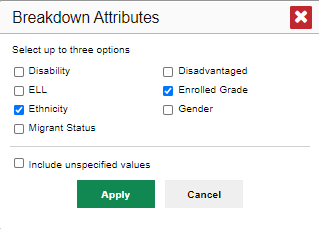 Breakdown Attributes
Select up to three options
Disability
Disadvantaged
ELL
Enrolled Grade
Ethnicity
Gender
Migrant Status
Include unspecified values
Apply
Cancel